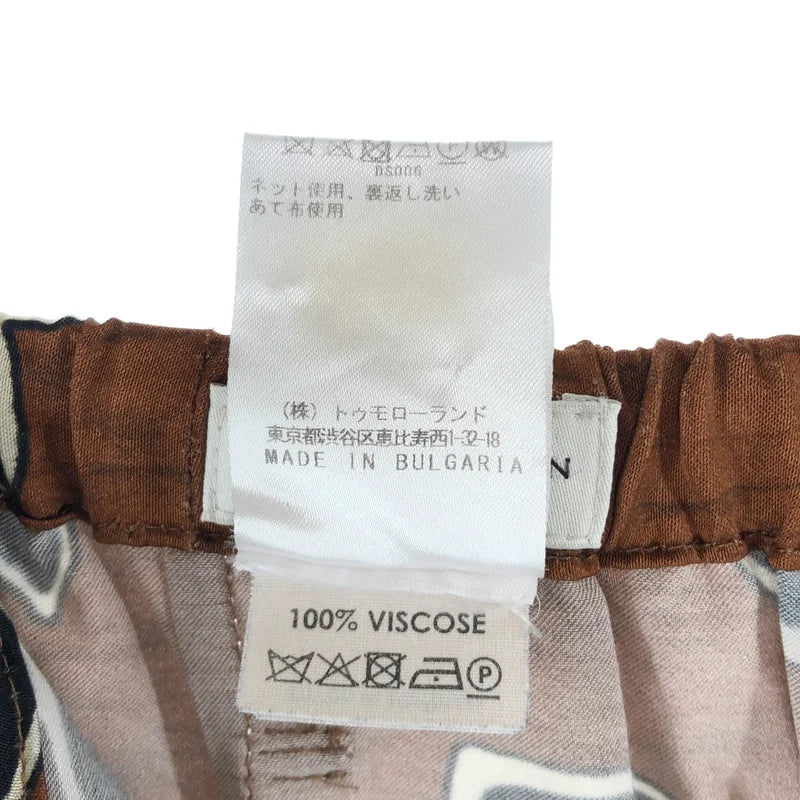 DS006
ネット使用、裏返し洗い
あて布使用
(株) トゥモローランド
東京都渋谷区恵比寿西1-32-18
MADE IN BULGARIA
N
100% VISCOSE
P